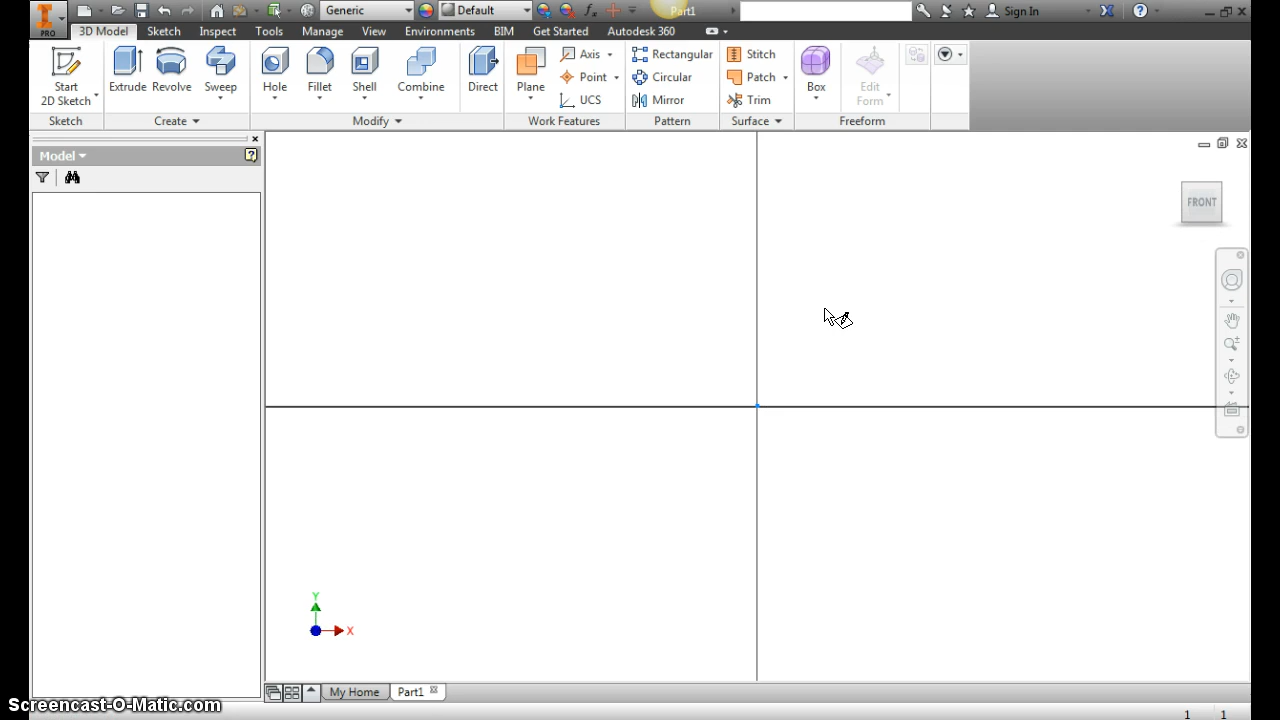 PRO
Generic
Default
Part1
Sign In
3D Model Sketch Inspect Tools Manage View Environments BIM Get Started Autodesk 360
Start
2D Sketch
Extrude
Revolve
Sweep
Hole
Fillet
Shell
Combine
Direct
Plane
Axis
Point
UCS
Rectangular
Circular
Mirror
Stitch
Patch
Trim
Box
Edit
Form
Sketch Create Modify Work Features Pattern Surface Freeform
Model
FRONT
Y
X
My Home
Part1
Screencast-O-Matic.com
1 1